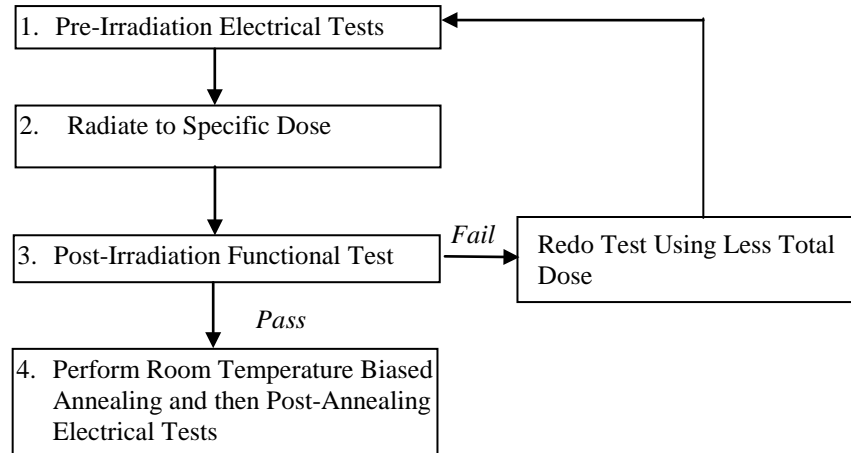 1. Pre-Irradiation Electrical Tests
2. Radiate to Specific Dose
3. Post-Irradiation Functional Test
Fail
Redo Test Using Less Total
Dose
Pass
4. Perform Room Temperature Biased
Annealing and then Post-Annealing
Electrical Tests